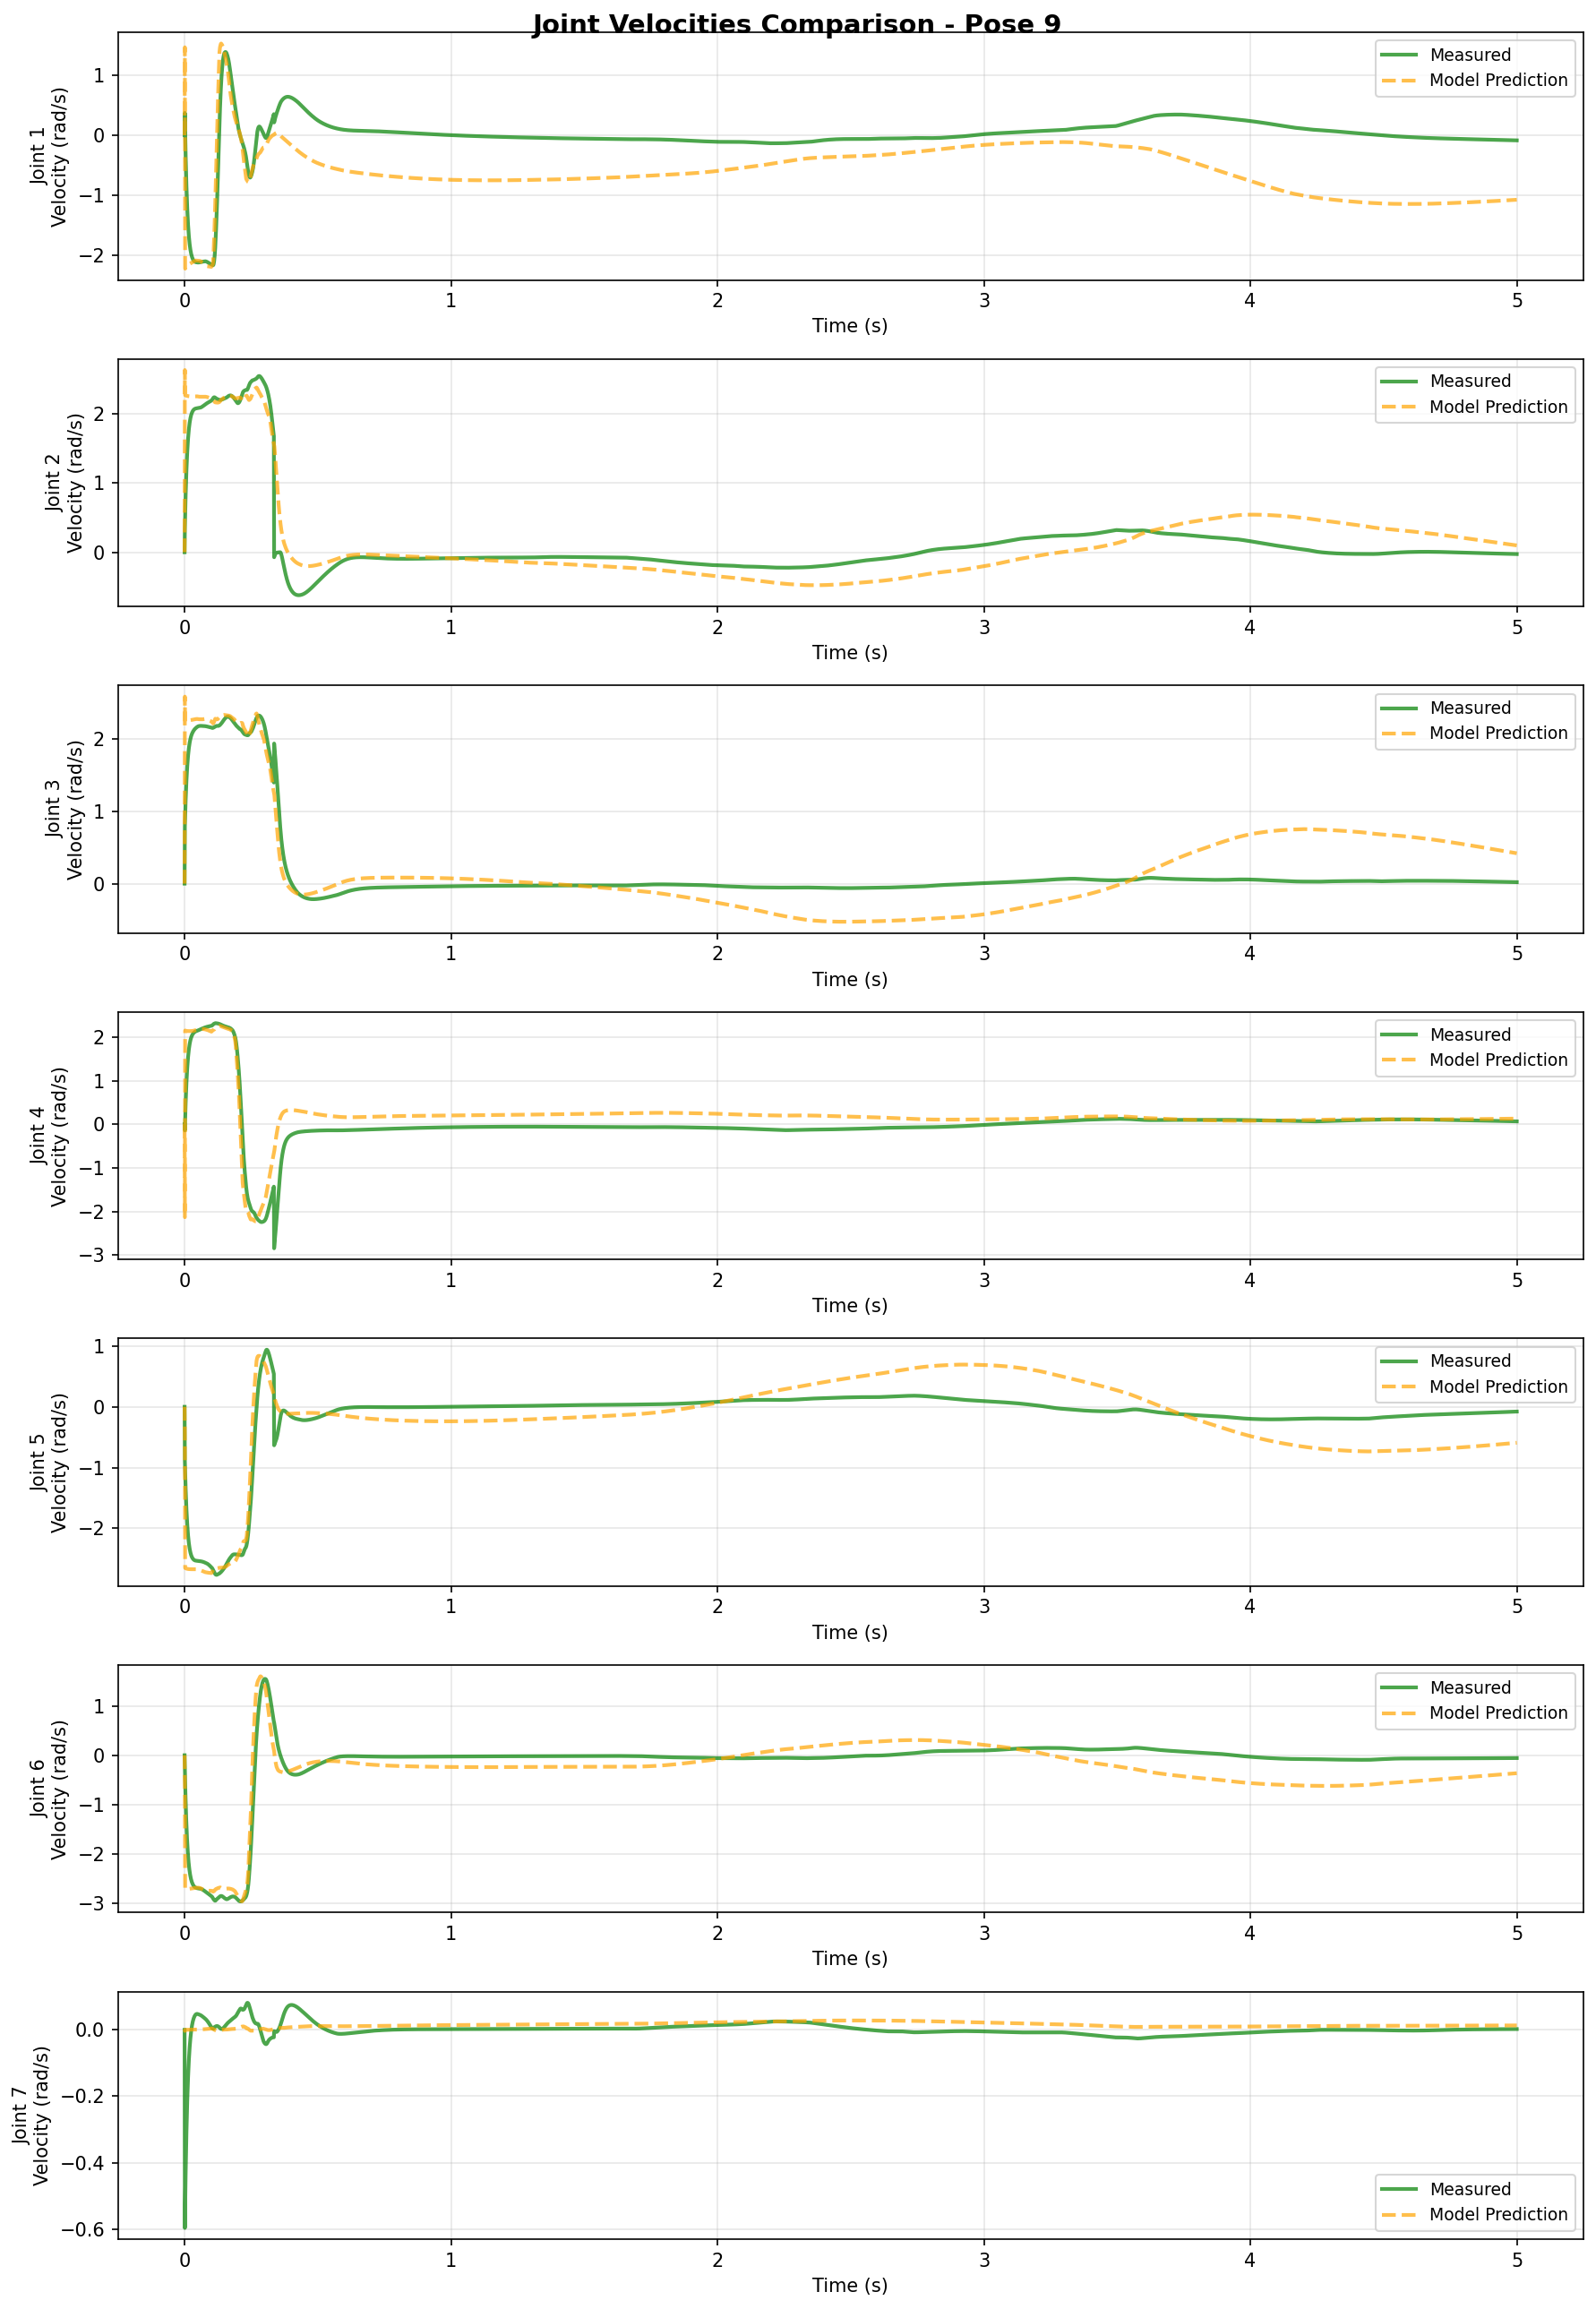 Joint Velocities Comparison - Pose 9
Joint 1
Velocity (rad/s)
1
0
−1
−2
Measured
Model Prediction
0 1 2 3 4 5
Time (s)
Joint 2
Velocity (rad/s)
2
1
0
Measured
Model Prediction
0 1 2 3 4 5
Time (s)
Joint 3
Velocity (rad/s)
2
1
0
Measured
Model Prediction
0 1 2 3 4 5
Time (s)
Joint 4
Velocity (rad/s)
2
1
0
−1
−2
−3
Measured
Model Prediction
0 1 2 3 4 5
Time (s)
Joint 5
Velocity (rad/s)
1
0
−1
−2
Measured
Model Prediction
0 1 2 3 4 5
Time (s)
Joint 6
Velocity (rad/s)
1
0
−1
−2
−3
Measured
Model Prediction
0 1 2 3 4 5
Time (s)
Joint 7
Velocity (rad/s)
0.0
−0.2
−0.4
−0.6
Measured
Model Prediction
0 1 2 3 4 5
Time (s)